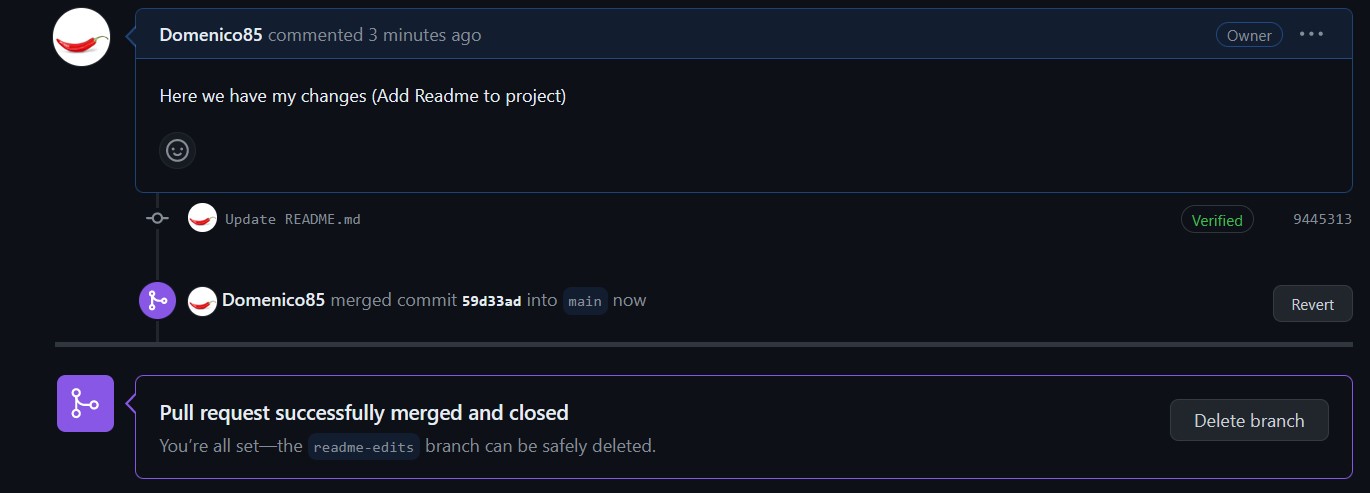 Domenico85 commented 3 minutes ago Owner
Here we have my changes (Add Readme to project)
Update README.md Verified 9445313
Domenico85 merged commit 59d33ad into main now Revert
Pull request successfully merged and closed
Delete branch
You're all set—the readme-edits branch can be safely deleted.